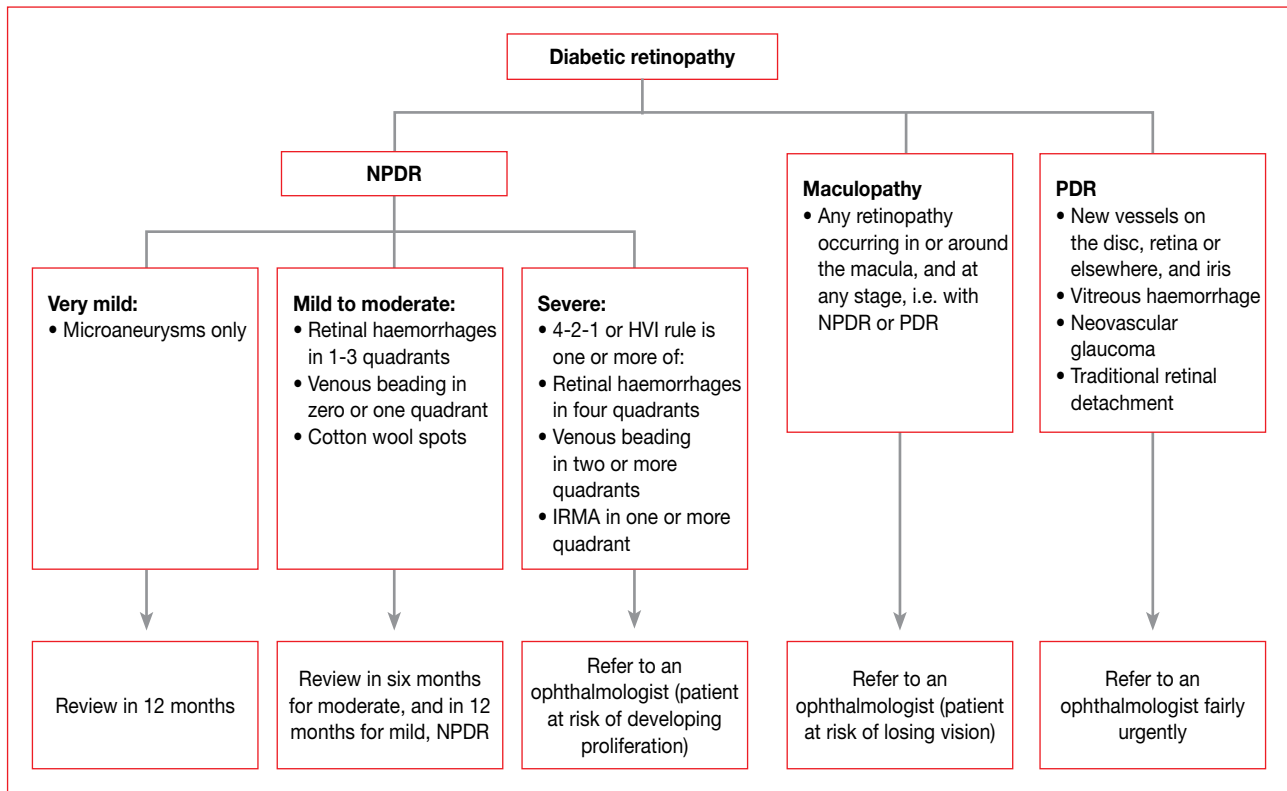 Diabetic retinopathy
NPDR
Very mild:
• Microaneurysms only
Mild to moderate:
• Retinal haemorrhages
in 1-3 quadrants
• Venous beading in
zero or one quadrant
• Cotton wool spots
Severe:
• 4-2-1 or HVI rule is
one or more of:
• Retinal haemorrhages
in four quadrants
• Venous beading
in two or more
quadrants
• IRMA in one or more
quadrant
Maculopathy
• Any retinopathy
occurring in or around
the macula, and at
any stage, i.e. with
NPDR or PDR
PDR
• New vessels on
the disc, retina or
elsewhere, and iris
• Vitreous haemorrhage
• Neovascular
glaucoma
• Traditional retinal
detachment
Review in 12 months
Review in six months
for moderate, and in 12
months for mild, NPDR
Refer to an
ophthalmologist (patient
at risk of developing
proliferation)
Refer to an
ophthalmologist (patient
at risk of losing vision)
Refer to an
ophthalmologist fairly
urgently